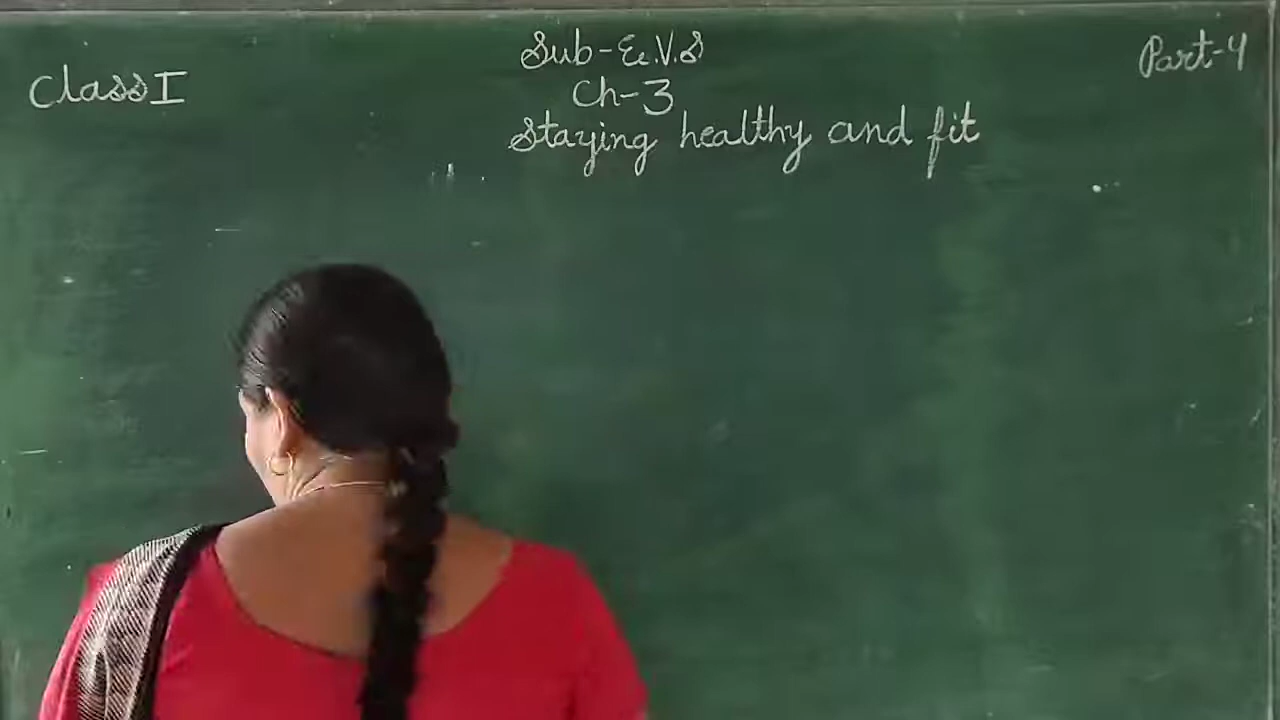 Sub-E.V.S
Part-4
Class I
Ch-3
Staying healthy and fit